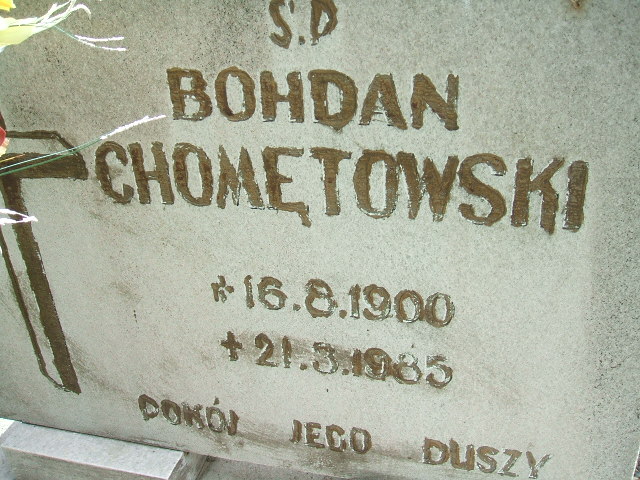 Ś.P
BOHDAN
CHOMĘTOWSKI
* 16.8.1900
+ 21.3.1985
POKÓJ JEGO DUSZY